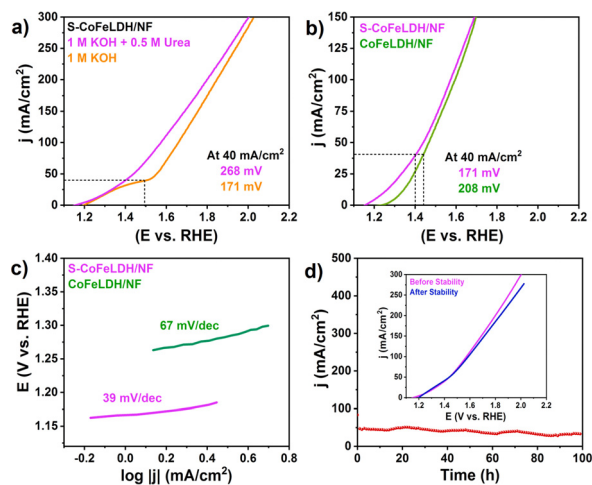 a)
S-CoFeLDH/NF
1 M KOH + 0.5 M Urea
1 M KOH
At 40 mA/cm²
268 mV
171 mV
300
250
200
150
100
50
0
1.2 1.4 1.6 1.8 2.0 2.2
j (mA/cm²)
(E vs. RHE)
b)
S-CoFeLDH/NF
CoFeLDH/NF
At 40 mA/cm²
171 mV
208 mV
150
125
100
75
50
25
0
1.2 1.4 1.6 1.8 2.0 2.2
j (mA/cm²)
(E vs. RHE)
c)
S-CoFeLDH/NF
CoFeLDH/NF
67 mV/dec
39 mV/dec
1.40
1.35
1.30
1.25
1.20
1.15
-0.2 0.0 0.2 0.4 0.6 0.8
E (V vs. RHE)
log |j| (mA/cm²)
d)
500
400
300
200
100
0
0 20 40 60 80 100
j (mA/cm²)
Time (h)
Before Stability
After Stability
300
250
200
150
100
50
0
1.2 1.4 1.6 1.8 2.0 2.2
j (mA/cm²)
E (V vs. RHE)